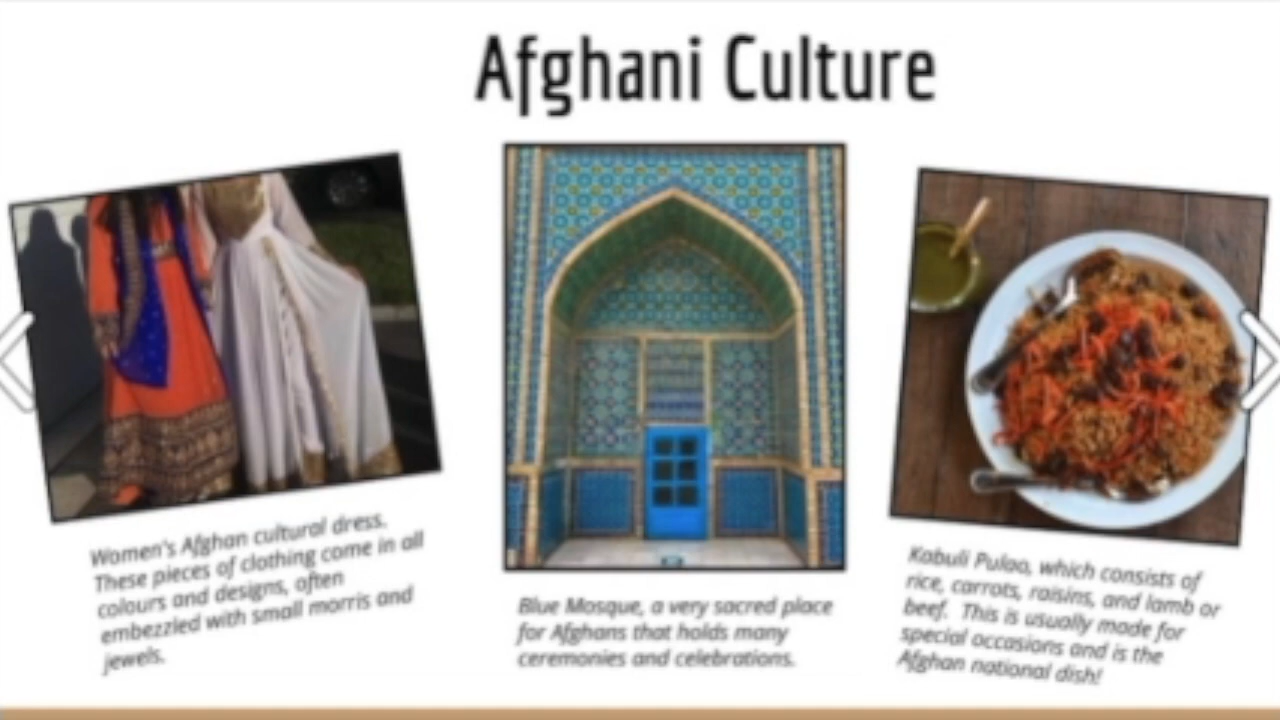 Afghani Culture
Women's Afghan cultural dress.
These pieces of clothing come in all
colours and designs, often
embezzled with small morris and
jewels.
Blue Mosque, a very sacred place
for Afghans that holds many
ceremonies and celebrations.
Kabuli Pulao, which consists of
rice, carrots, raisins, and lamb or
beef. This is usually made for
special occasions and is the
Afghan national dish!